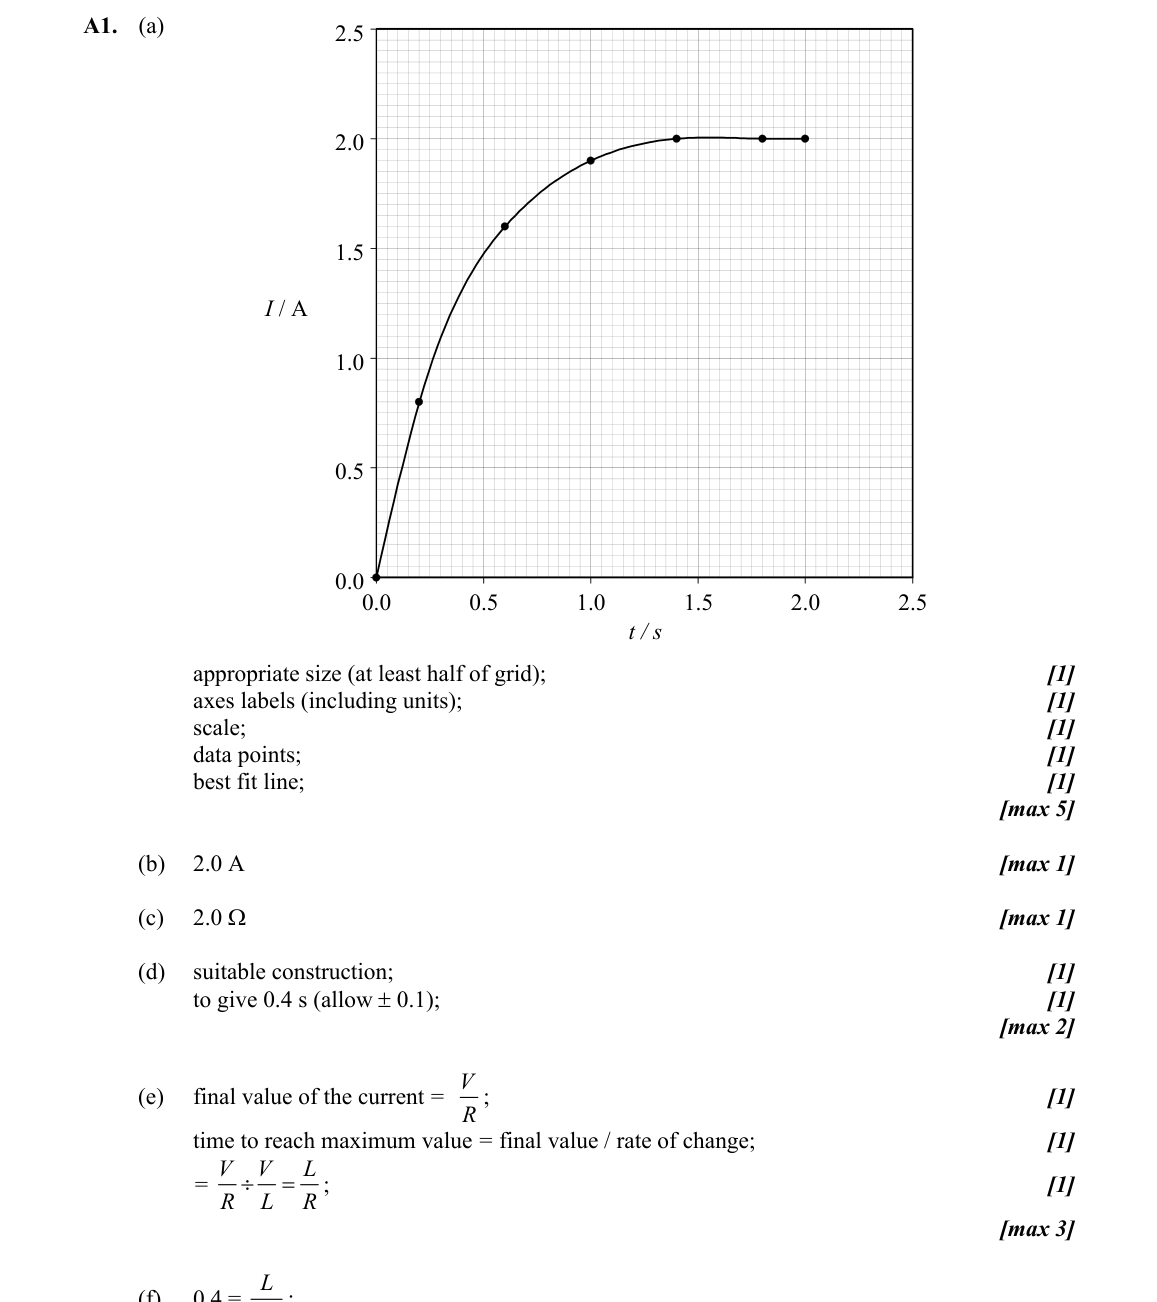 A1. (a)
2.5
2.0
1.5
I / A
1.0
0.5
0.0
0.0 0.5 1.0 1.5 2.0 2.5
t / s
appropriate size (at least half of grid); [1]
axes labels (including units); [1]
scale; [1]
data points; [1]
best fit line; [1]
[max 5]
(b) 2.0 A [max 1]
(c) 2.0 Ω [max 1]
(d) suitable construction; [1]
to give 0.4 s (allow ± 0.1); [1]
[max 2]
(e) final value of the current = V/R; [1]
time to reach maximum value = final value / rate of change; [1]
= V/R ÷ V/L = L/R; [1]
[max 3]
(f) 0.4 = L ;